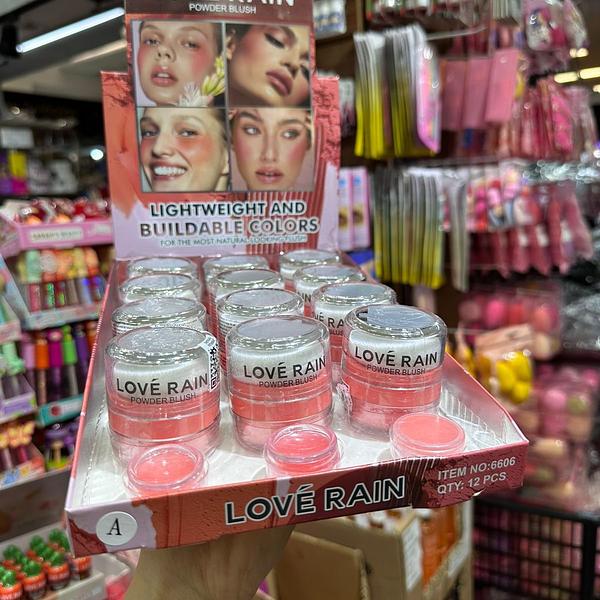 RAIN
POWDER BLUSH
LIGHTWEIGHT AND
BUILDABLE COLORS
FOR THE MOST NATURAL-LOOKING FLUSH
LOVÉ RAIN
POWDER BLUSH
LOVÉ RAIN
POWDER BLUSH
LOVÉ RAIN
POWDER BLUSH
ITEM NO:6606
QTY: 12 PCS
LOVÉ RAIN
A